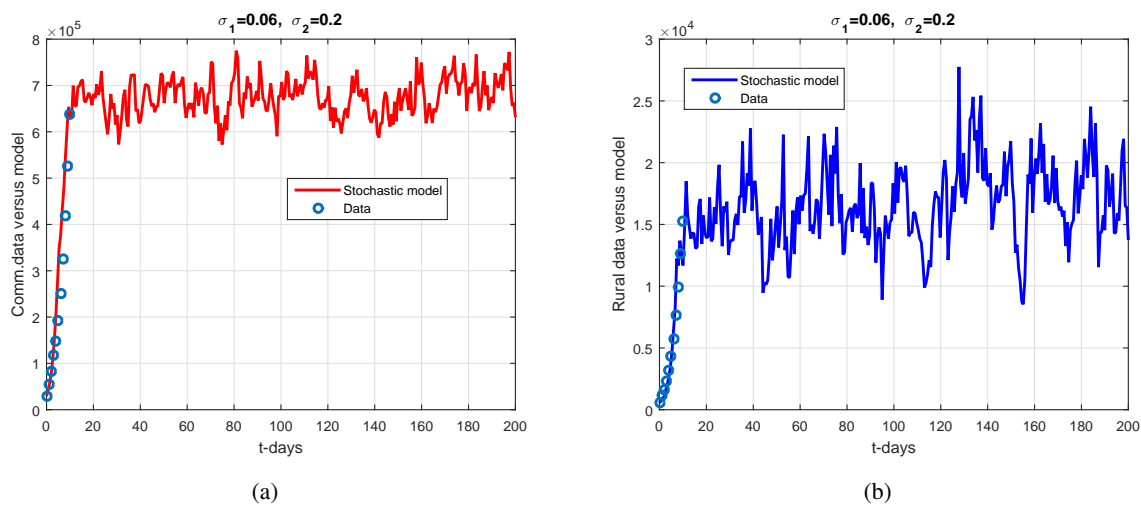 σ1=0.06, σ2=0.2
×10^5
8
7
6
5
4
3
2
1
0
Comm.data versus model
Stochastic model
Data
0 20 40 60 80 100 120 140 160 180 200
t-days
(a)
σ1=0.06, σ2=0.2
×10^4
3
2.5
2
1.5
1
0.5
0
Rural data versus model
Stochastic model
Data
0 20 40 60 80 100 120 140 160 180 200
t-days
(b)